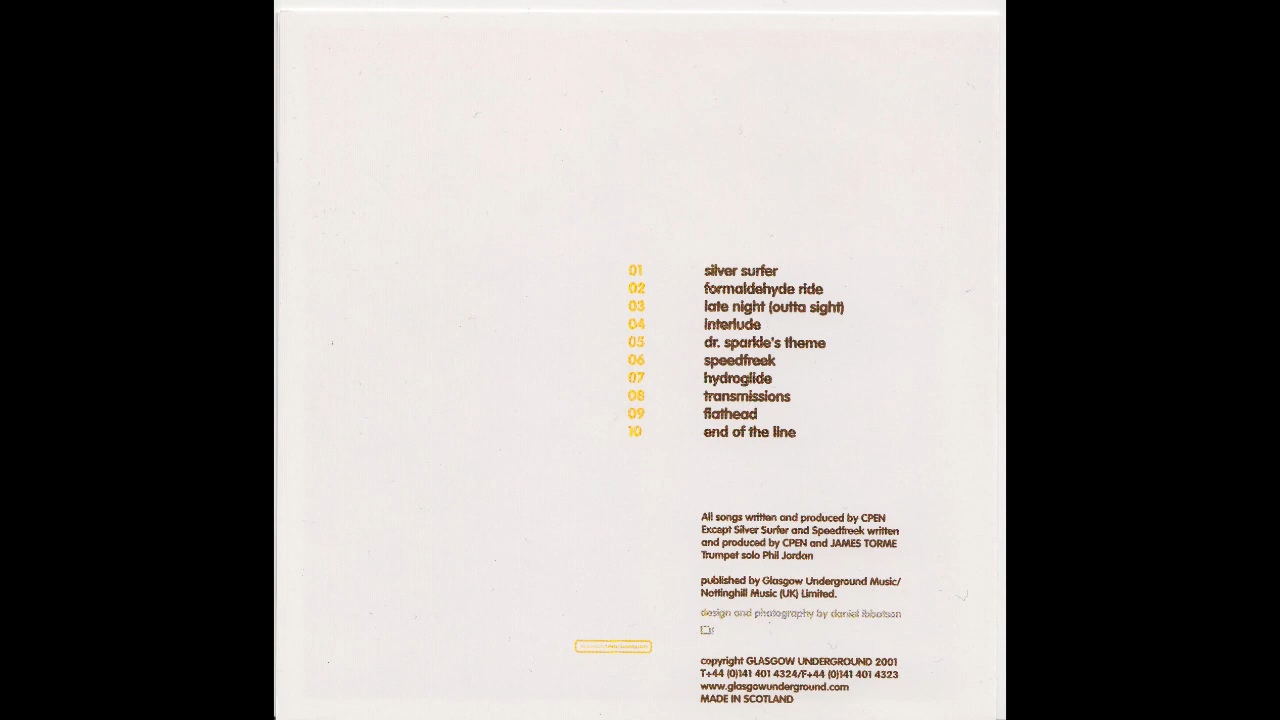 01 silver surfer
02 formaldehyde ride
03 late night (outta sight)
04 interlude
05 dr. sparkle's theme
06 speedfreek
07 hydroglide
08 transmissions
09 flathead
10 end of the line
All songs written and produced by CPEN
Except Silver Surfer and Speedfreek written
and produced by CPEN and JAMES TORME
Trumpet solo Phil Jordan
published by Glasgow Underground Music/
Nottinghill Music (UK) Limited.
design and photography by daniel ibbotson
copyright GLASGOW UNDERGROUND 2001
T+44 (0)141 401 4324/F+44 (0)141 401 4323
www.glasgowunderground.com
MADE IN SCOTLAND